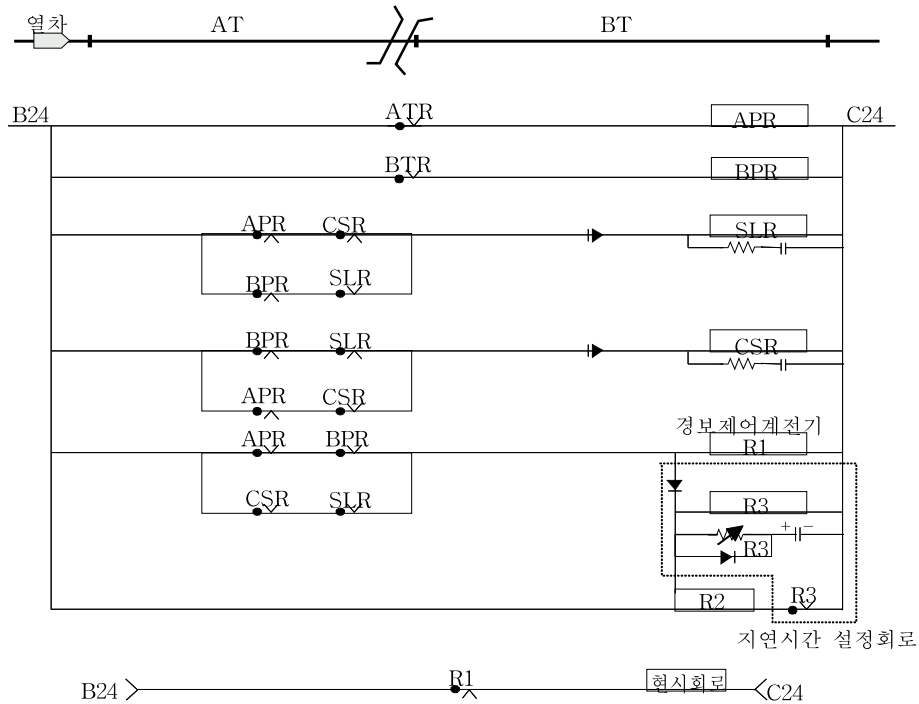 열차 AT BT
B24 ATR APR C24
BTR BPR
APR CSR SLR
BPR SLR
BPR SLR CSR
APR CSR
경보제어계전기
APR BPR R1
CSR SLR R3
+ −
R3
R2 R3
지연시간 설정회로
B24 R1 현시회로 C24